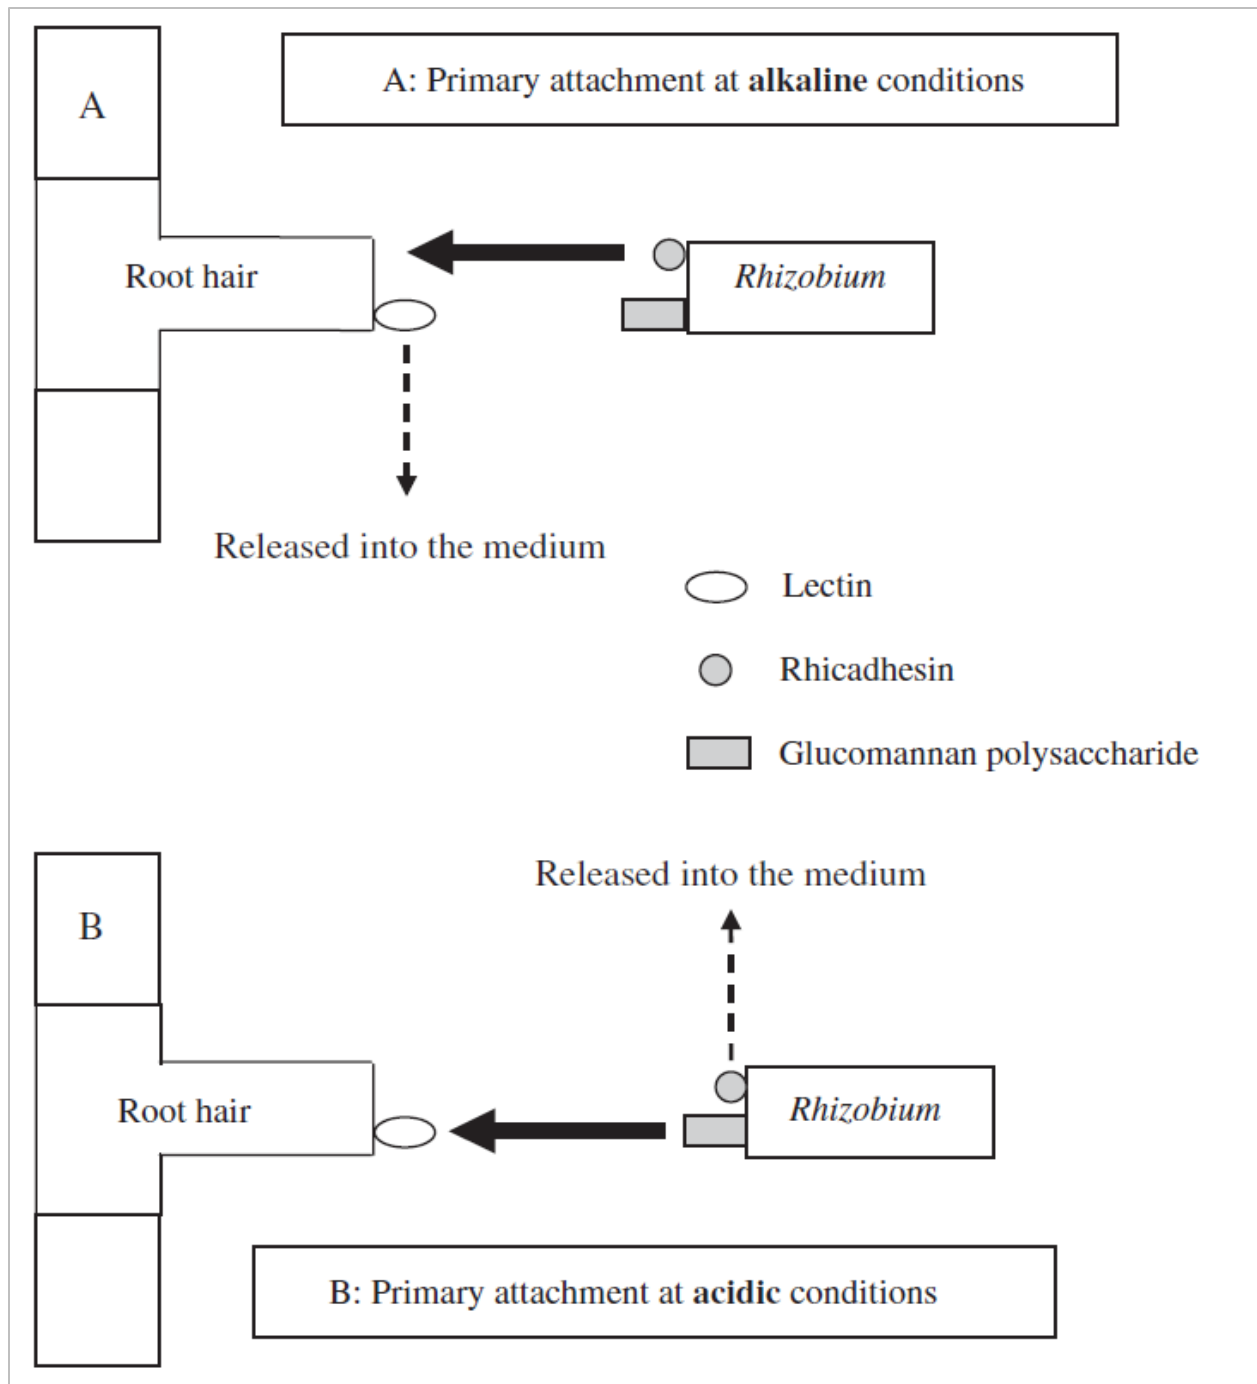 A
A: Primary attachment at alkaline conditions
Root hair
Rhizobium
Released into the medium
Lectin
Rhicadhesin
Glucomannan polysaccharide
Released into the medium
B
Root hair
Rhizobium
B: Primary attachment at acidic conditions